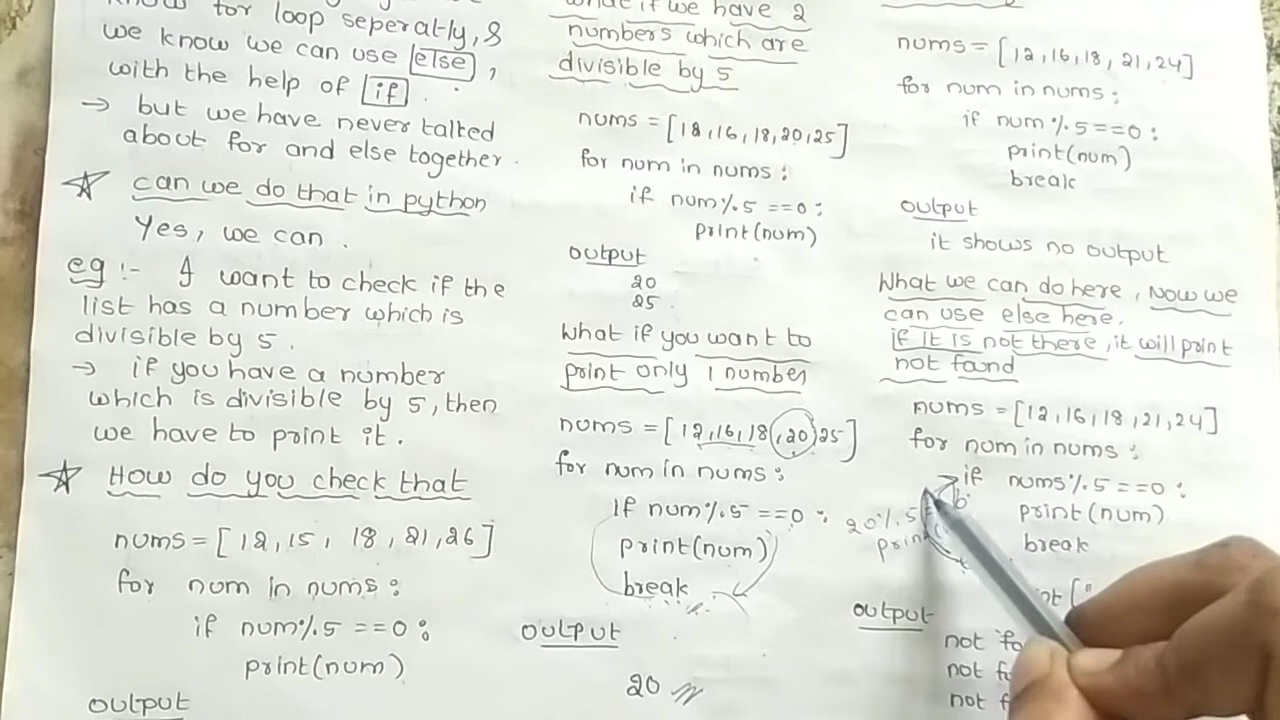 know for loop seperatly, &
we know we can use else,
with the help of if.
→ but we have never talked
about for and else together.
☆ can we do that in python
Yes, we can.
eg:- I want to check if the
list has a number which is
divisible by 5.
→ if you have a number
which is divisible by 5, then
we have to print it.
☆ How do you check that
nums = [12, 15, 18, 21, 26]
for num in nums:
if num%5 ==0:
print(num)
output
what if we have 2
numbers which are
divisible by 5
nums = [18,16,18,20,25]
for num in nums:
if num%5 ==0:
print(num)
output
20
25.
What if you want to
print only 1 number
nums = [12,16,18,20,25]
for num in nums:
If num%5 ==0:
print(num)
break
output
20
nums = [12,16,18,21,24]
for num in nums:
if num%5==0:
print(num)
break
output
it shows no output
What we can do here, Now we
can use else here.
if it is not there, it will print
not found
nums = [12,16,18,21,24]
for num in nums:
if nums%5==0:
20%5
print(num)
break
output
not
not
not